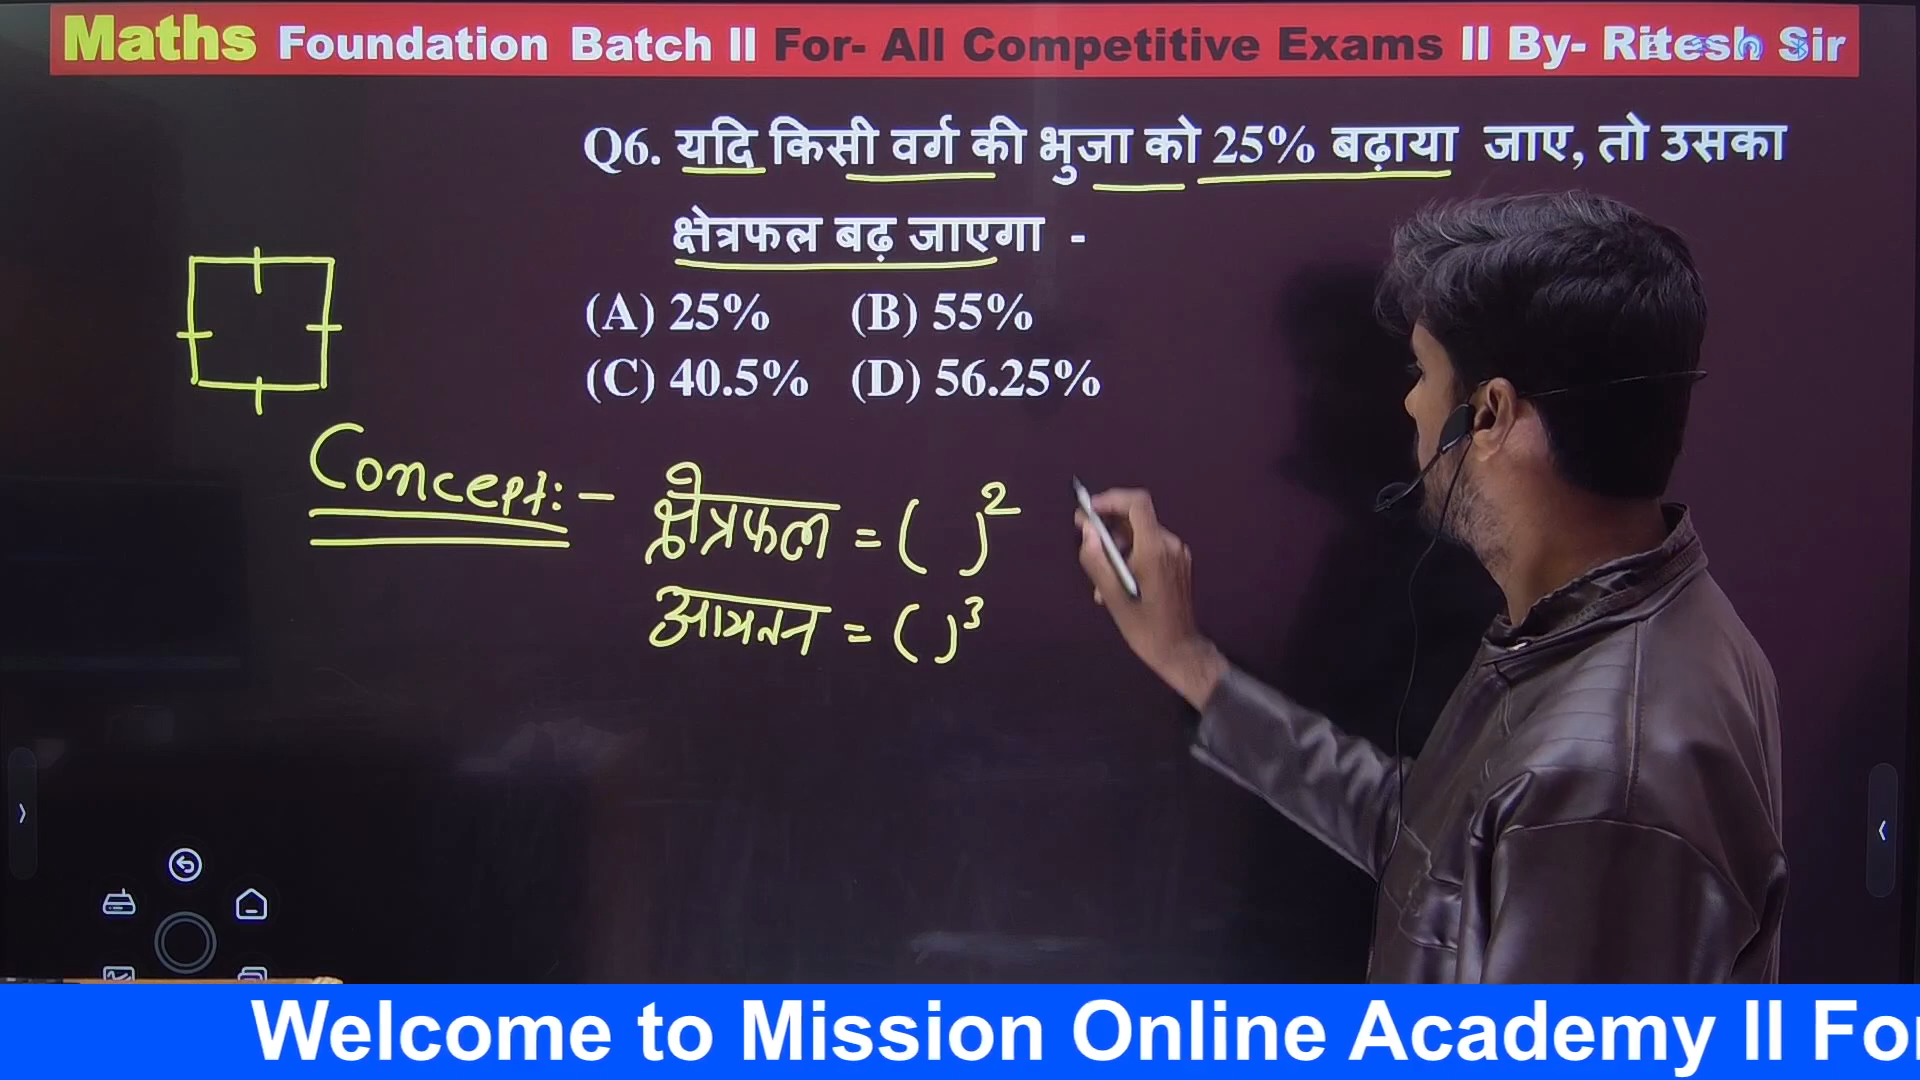 Maths Foundation Batch II For- All Competitive Exams II By- Ritesh Sir
Q6. यदि किसी वर्ग की भुजा को 25% बढ़ाया जाए, तो उसका
क्षेत्रफल बढ़ जाएगा -
(A) 25% (B) 55%
(C) 40.5% (D) 56.25%
Concept:- क्षेत्रफल = ( )²
आयतन = ( )³
Welcome to Mission Online Academy II For